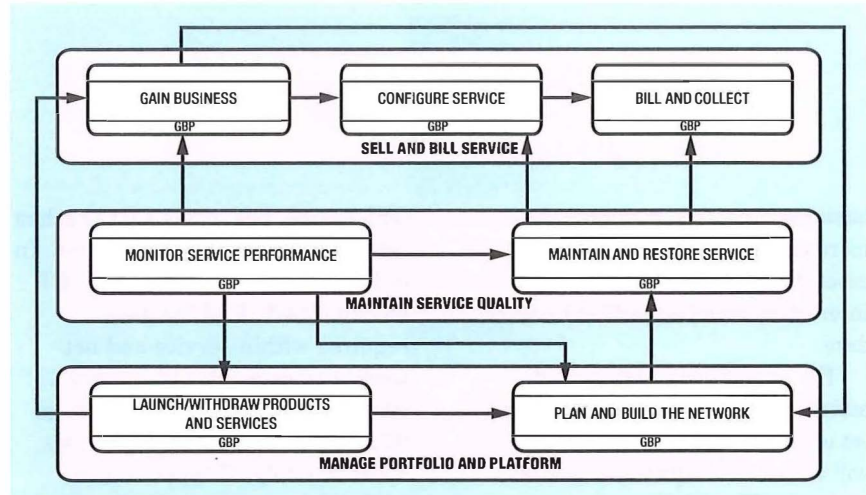 GAIN BUSINESS
GBP
CONFIGURE SERVICE
GBP
BILL AND COLLECT
GBP
SELL AND BILL SERVICE
MONITOR SERVICE PERFORMANCE
GBP
MAINTAIN AND RESTORE SERVICE
GBP
MAINTAIN SERVICE QUALITY
LAUNCH/WITHDRAW PRODUCTS
AND SERVICES
GBP
PLAN AND BUILD THE NETWORK
GBP
MANAGE PORTFOLIO AND PLATFORM